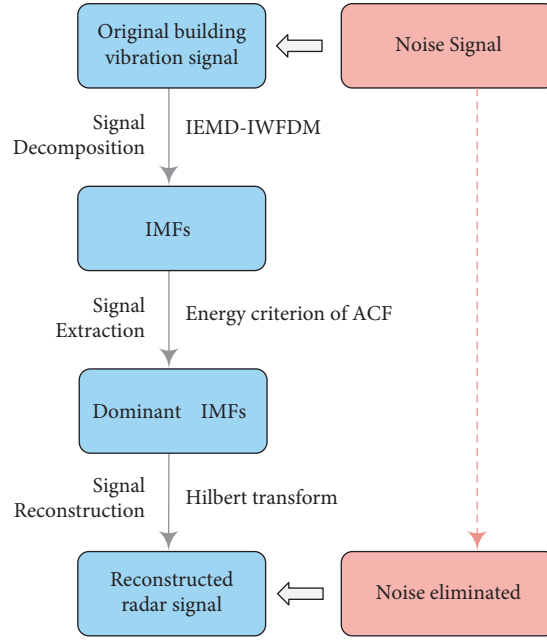 Original building
vibration signal
Noise Signal
Signal
Decomposition
IEMD-IWFDM
IMFs
Signal
Extraction
Energy criterion of ACF
Dominant IMFs
Signal
Reconstruction
Hilbert transform
Reconstructed
radar signal
Noise eliminated